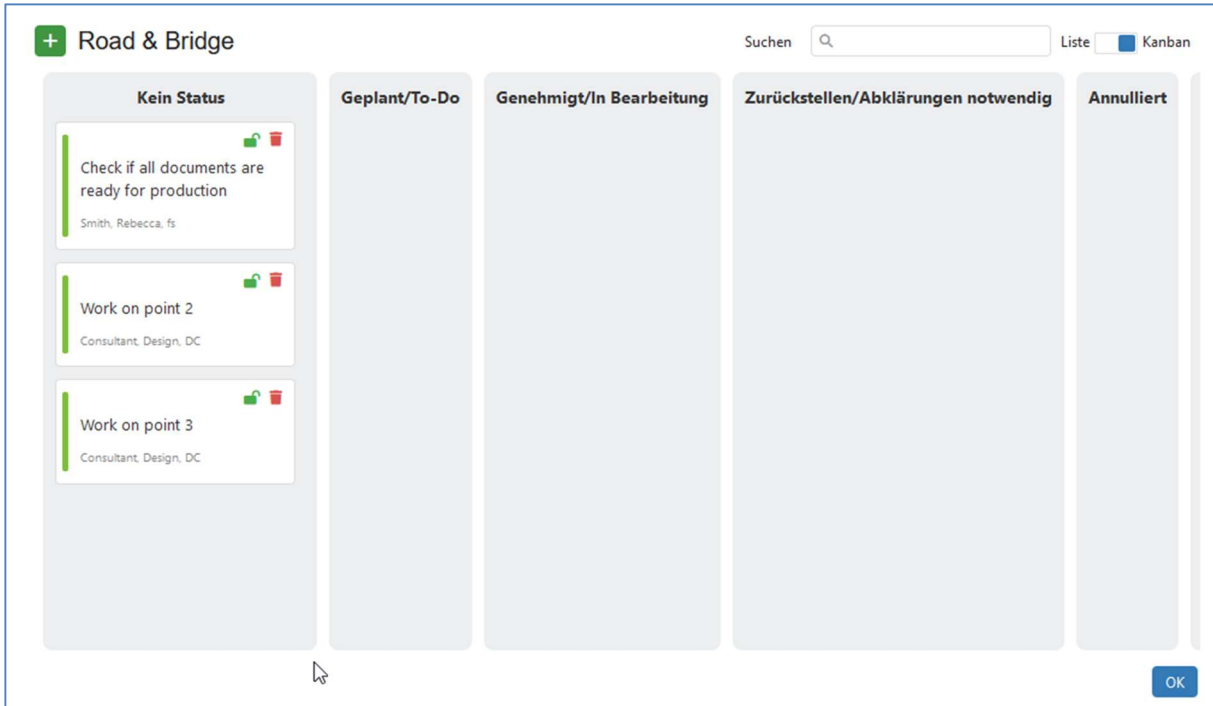 Road & Bridge
Suchen
Liste
Kanban
Kein Status
Geplant/To-Do
Genehmigt/In Bearbeitung
Zurückstellen/Abklärungen notwendig
Annulliert
Check if all documents are
ready for production
Smith, Rebecca, fs
Work on point 2
Consultant, Design, DC
Work on point 3
Consultant, Design, DC
OK